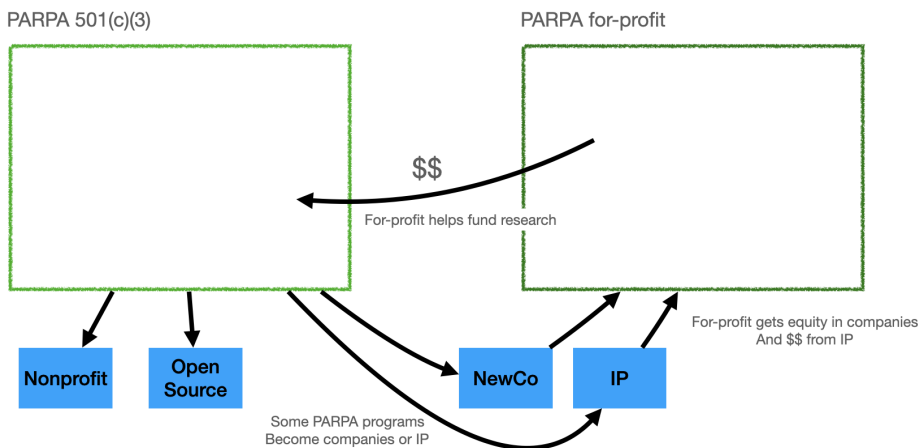 PARPA 501(c)(3)
PARPA for-profit
$$
For-profit helps fund research
For-profit gets equity in companies
And $$ from IP
Nonprofit
Open
Source
NewCo
IP
Some PARPA programs
Become companies or IP